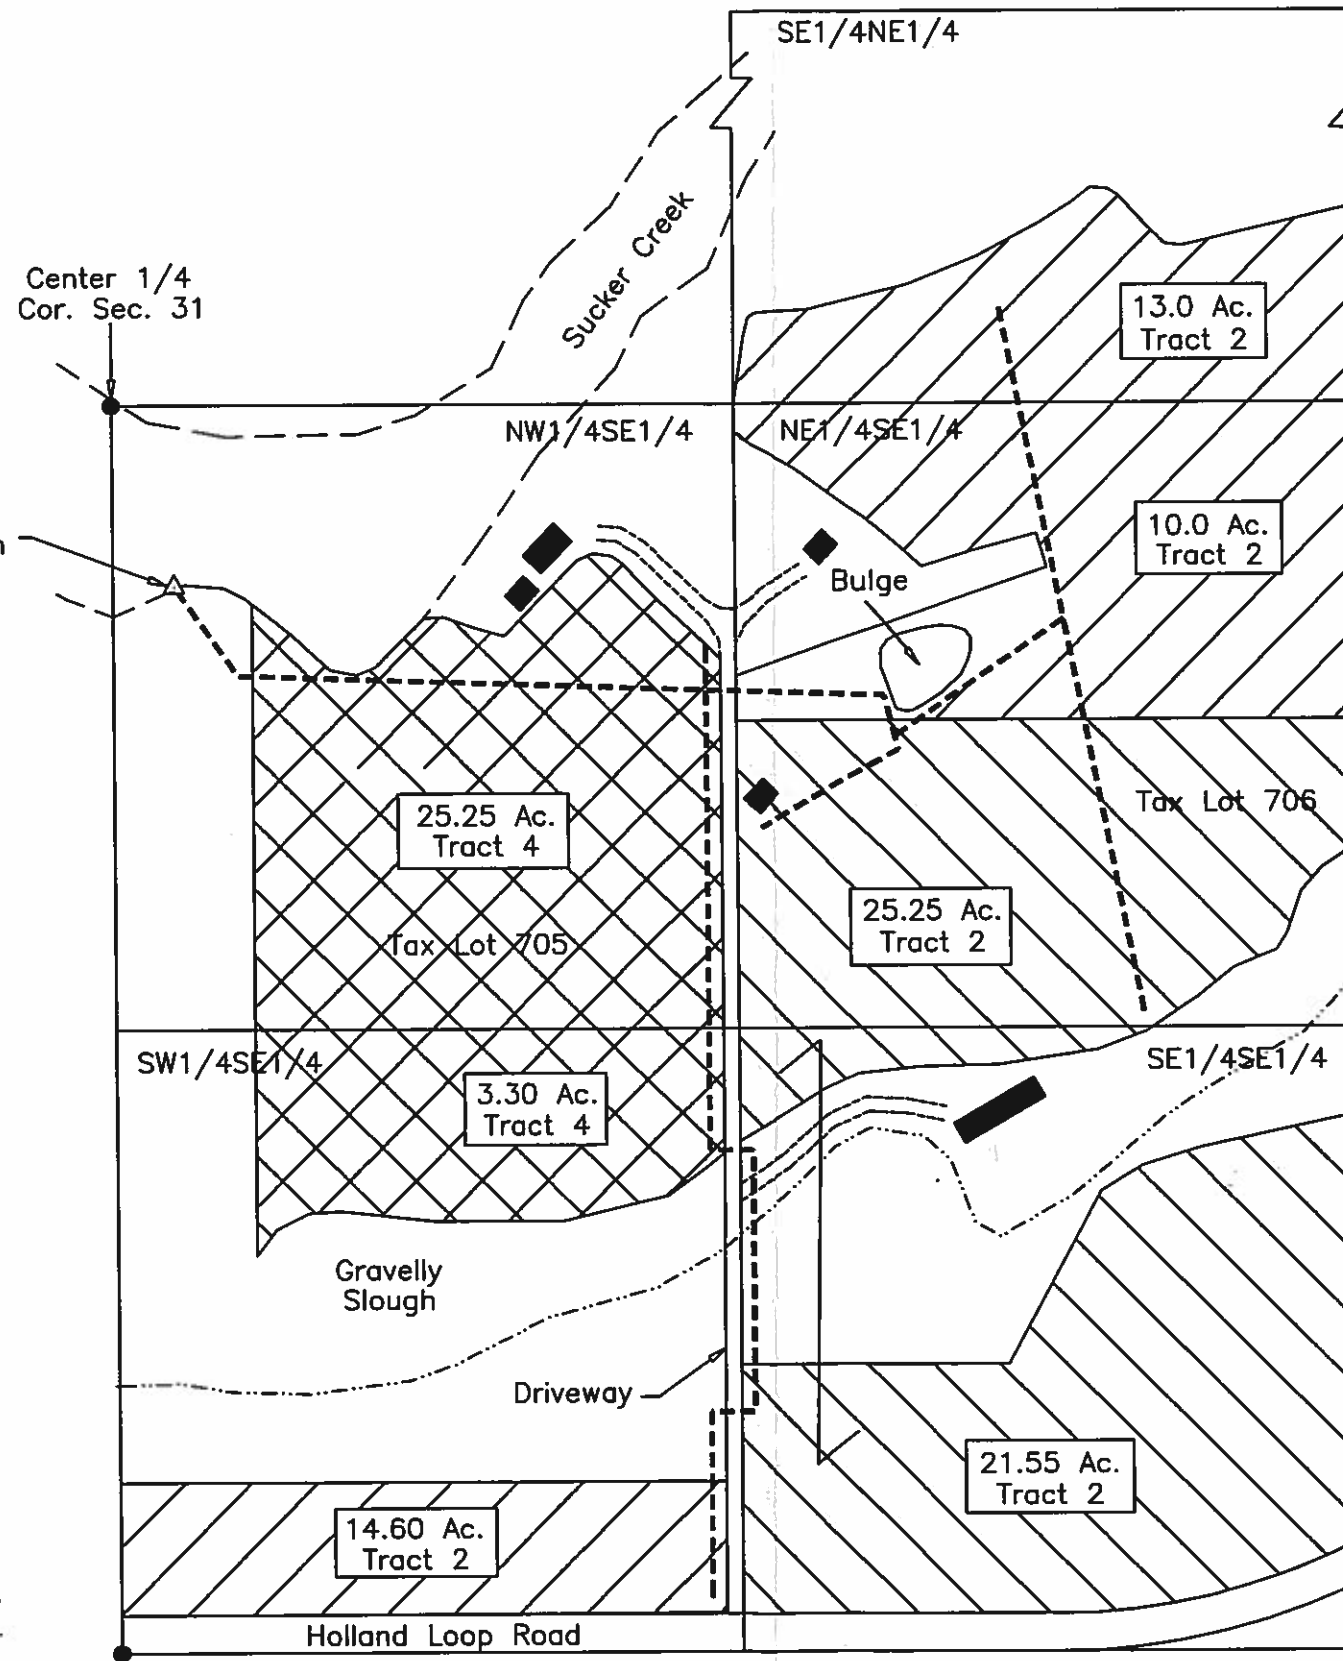 SE1/4NE1/4
Sucker Creek
Center 1/4
Cor. Sec. 31
13.0 Ac.
Tract 2
NW1/4SE1/4
NE1/4SE1/4
10.0 Ac.
Tract 2
Bulge
Tax Lot 706
25.25 Ac.
Tract 4
25.25 Ac.
Tract 2
Tax Lot 705
SW1/4SE1/4
SE1/4SE1/4
3.30 Ac.
Tract 4
Gravelly
Slough
Driveway
21.55 Ac.
Tract 2
14.60 Ac.
Tract 2
Holland Loop Road